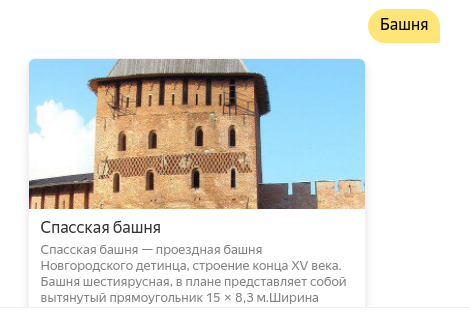 Башня
Спасская башня
Спасская башня — проездная башня
Новгородского детинца, строение конца XV века.
Башня шестиярусная, в плане представляет собой
вытянутый прямоугольник 15 × 8,3 м.Ширина